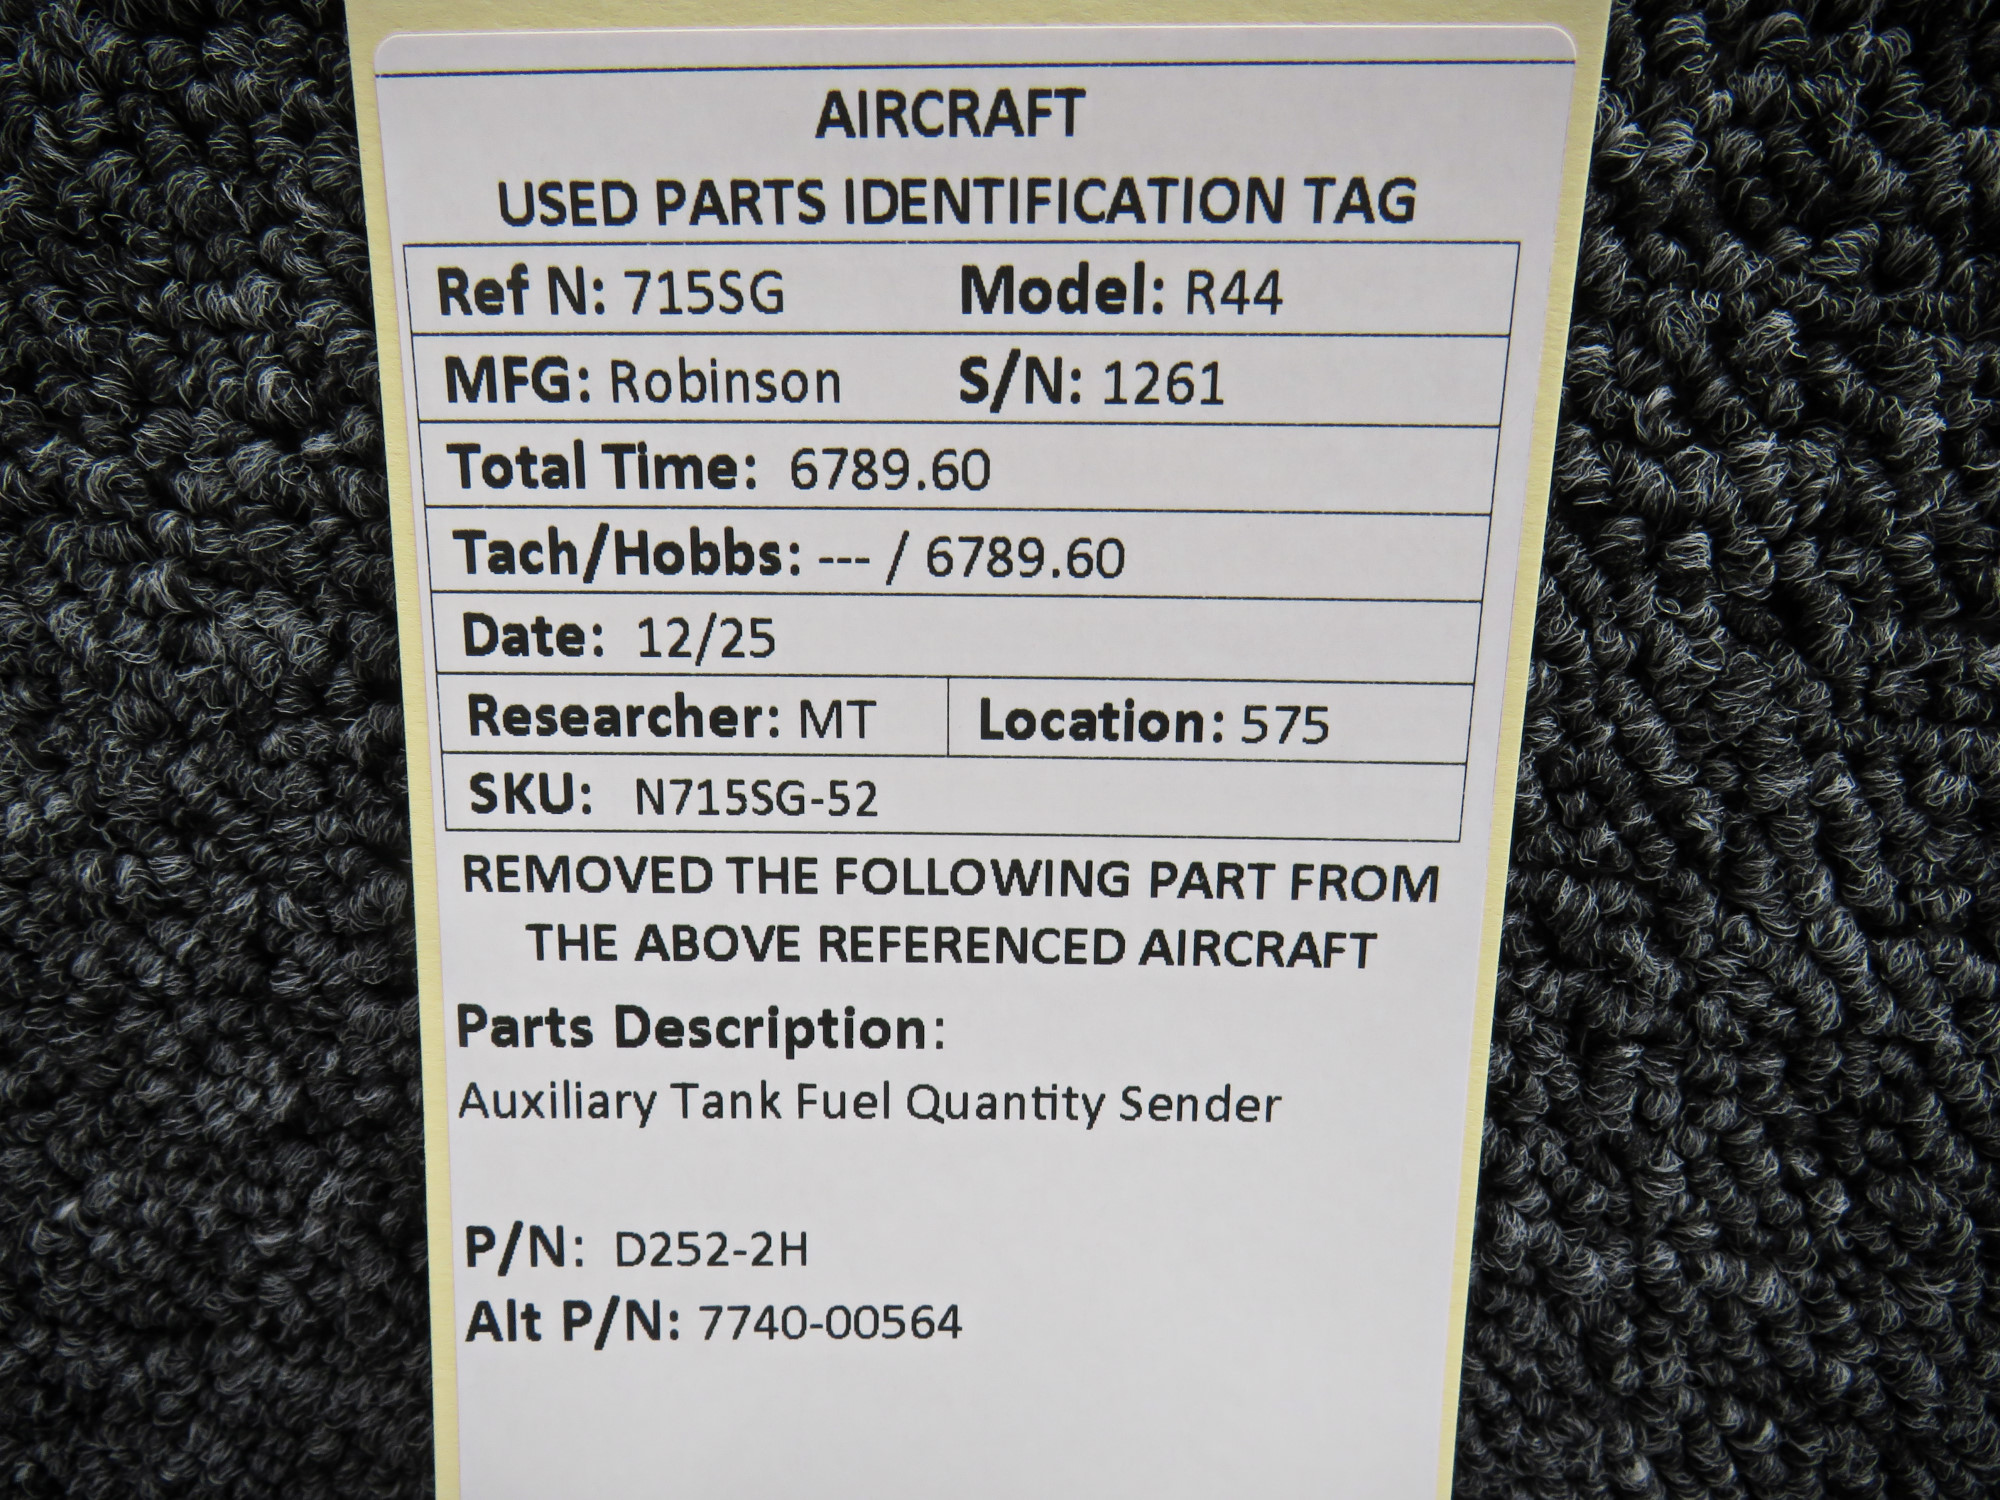 AIRCRAFT
USED PARTS IDENTIFICATION TAG
Ref N: 715SG Model: R44
MFG: Robinson S/N: 1261
Total Time: 6789.60
Tach/Hobbs: --- / 6789.60
Date: 12/25
Researcher: MT Location: 575
SKU: N715SG-52
REMOVED THE FOLLOWING PART FROM
THE ABOVE REFERENCED AIRCRAFT
Parts Description:
Auxiliary Tank Fuel Quantity Sender
P/N: D252-2H
Alt P/N: 7740-00564